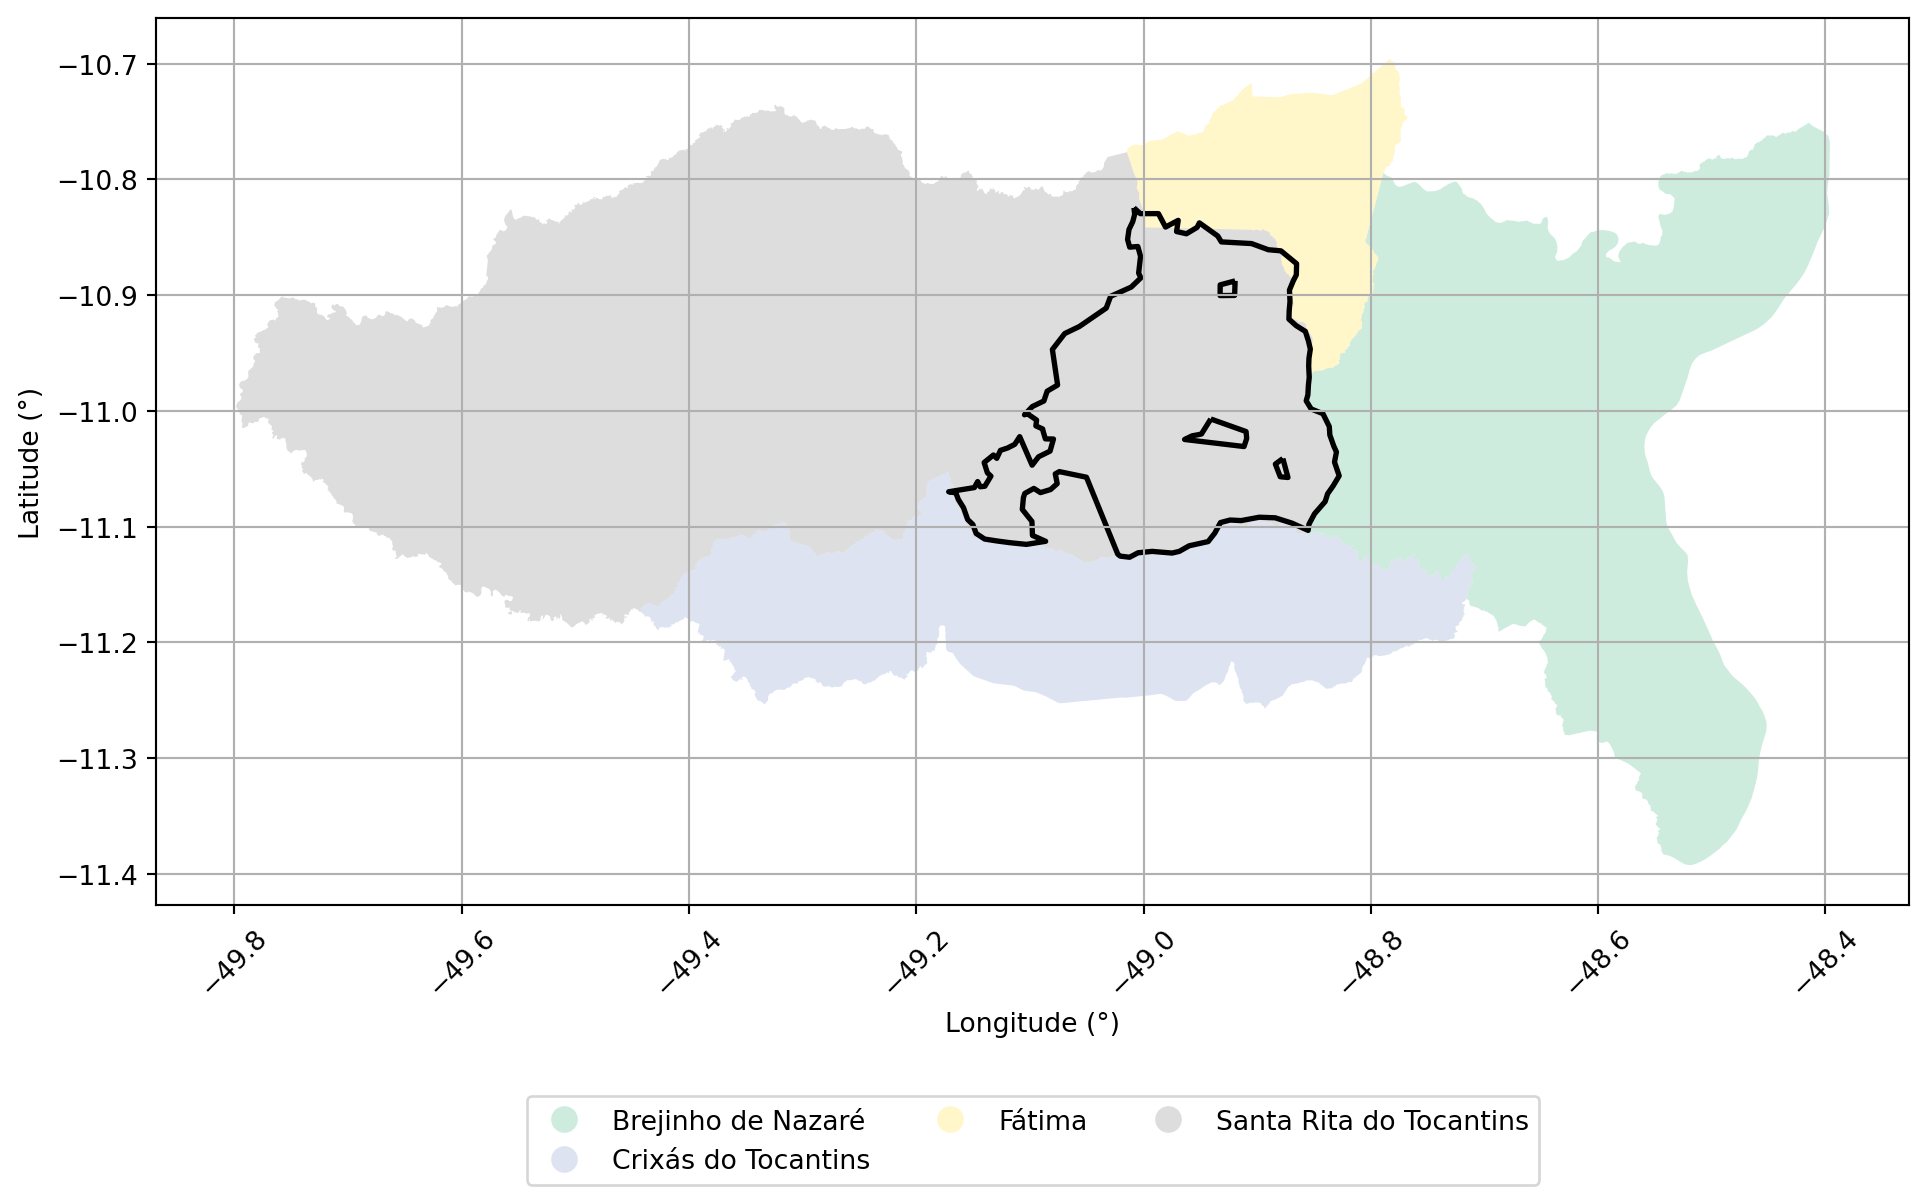 −10.7
−10.8
−10.9
−11.0
−11.1
−11.2
−11.3
−11.4
Latitude (°)
−49.8
−49.6
−49.4
−49.2
−49.0
−48.8
−48.6
−48.4
Longitude (°)
Brejinho de Nazaré
Crixás do Tocantins
Fátima
Santa Rita do Tocantins